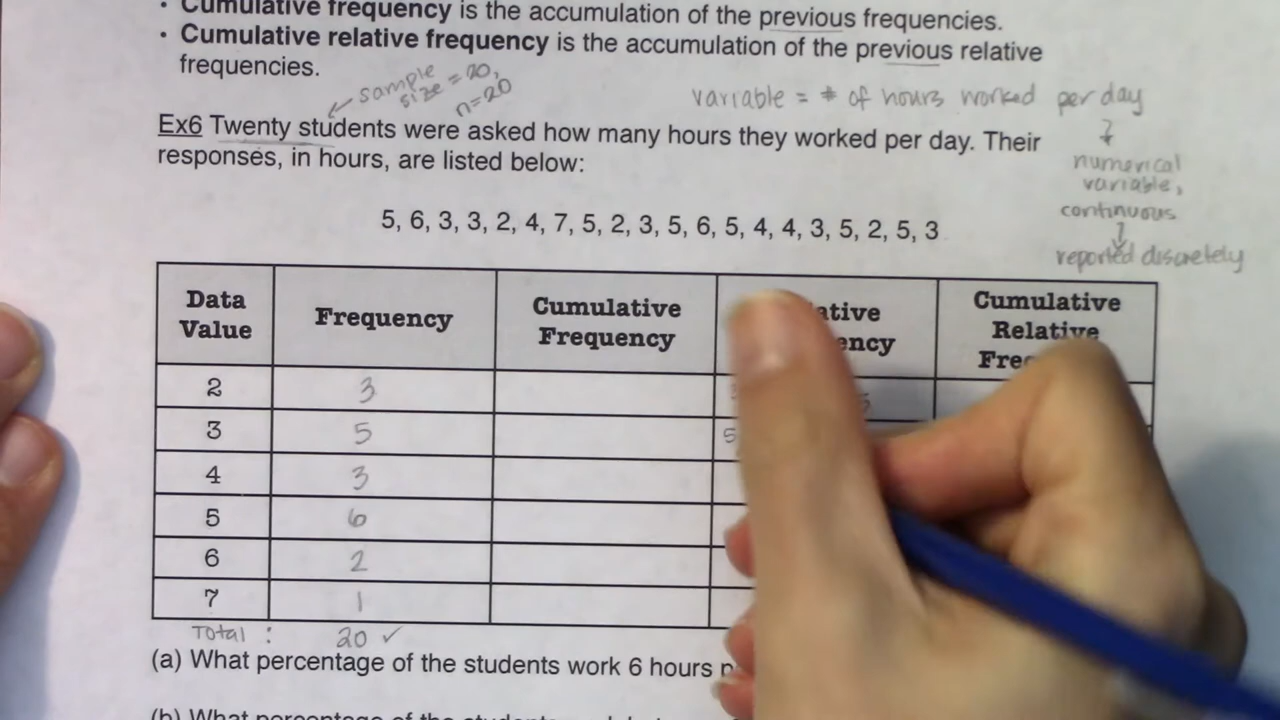 • Cumulative frequency is the accumulation of the previous frequencies.
• Cumulative relative frequency is the accumulation of the previous relative
frequencies.
sample
size = 20,
n=20
variable = # of hours worked per day
numerical
variable,
continuous
reported discretely
Ex6 Twenty students were asked how many hours they worked per day. Their
responses, in hours, are listed below:
5, 6, 3, 3, 2, 4, 7, 5, 2, 3, 5, 6, 5, 4, 4, 3, 5, 2, 5, 3
Data Value Frequency Cumulative Frequency Cumulative Relative
2 3
3 5 5
4 3
5 6
6 2
7 1
Total : 20 ✓
(a) What percentage of the students work 6 hours
(b) What percentage of the